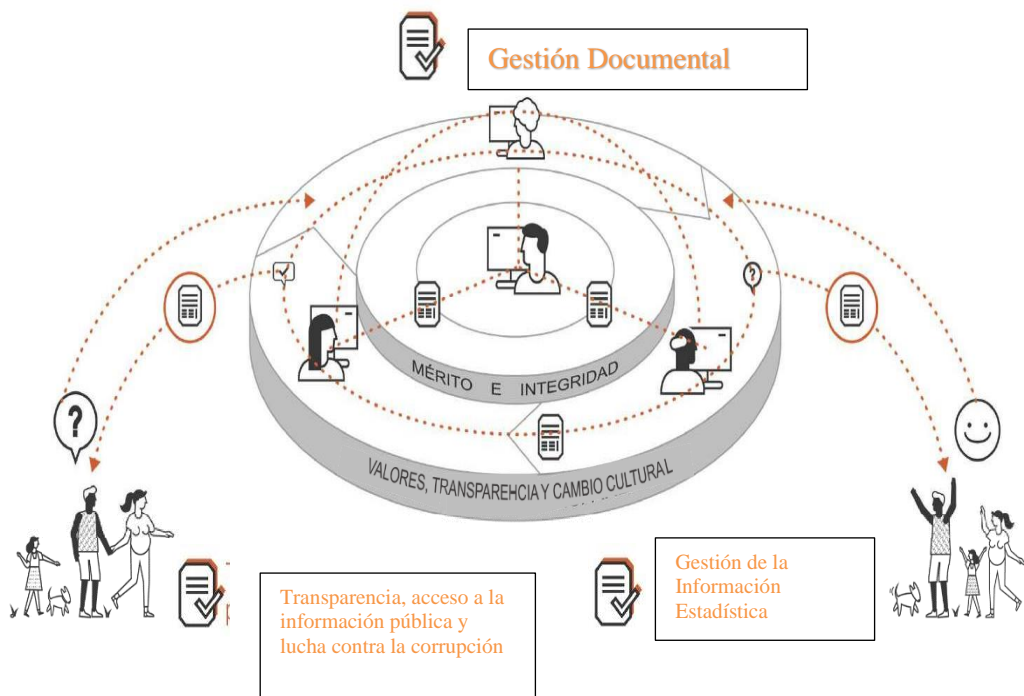 Gestión Documental
?
MÉRITO E INTEGRIDAD
VALORES, TRANSPAREHCIA Y CAMBIO CULTURAL
?
Transparencia, acceso a la
información pública y
lucha contra la corrupción
Gestión de la
Información
Estadística